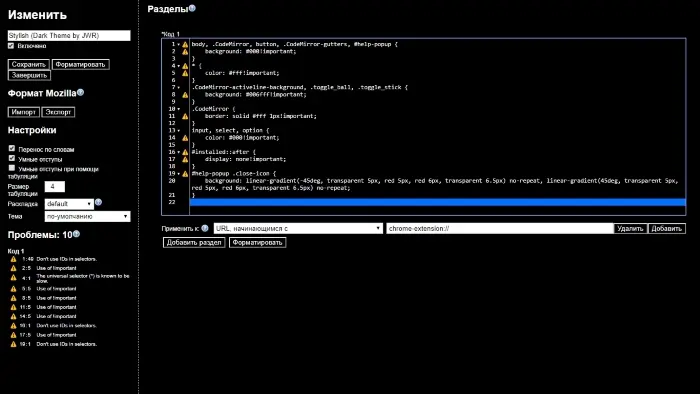 Изменить
Stylish (Dark Theme by JWR)
Включено
Сохранить Форматировать
Завершить
Формат Mozilla
Импорт Экспорт
Настройки
Перенос по словам
Умные отступы
Умные отступы при помощи
табуляции
Размер
табуляции
4
Раскладка default
Тема по-умолчанию
Проблемы: 10
Код 1
1:49 Don't use IDs in selectors.
2:5 Use of !important
4:1 The universal selector (*) is known to be
slow.
5:5 Use of !important
8:5 Use of !important
11:5 Use of !important
14:5 Use of !important
16:1 Don't use IDs in selectors.
17:5 Use of !important
19:1 Don't use IDs in selectors.
Разделы
*Код 1
1 body, .CodeMirror, button, .CodeMirror-gutters, #help-popup {
2 background: #000!important;
3 }
4 * {
5 color: #fff!important;
6 }
7 .CodeMirror-activeline-background, .toggle_ball, .toggle_stick {
8 background: #006fff!important;
9 }
10 .CodeMirror {
11 border: solid #fff 1px!important;
12 }
13 input, select, option {
14 color: #000!important;
15 }
16 #installed::after {
17 display: none!important;
18 }
19 #help-popup .close-icon {
20 background: linear-gradient(-45deg, transparent 5px, red 5px, red 6px, transparent 6.5px) no-repeat, linear-gradient(45deg, transparent 5px,
red 5px, red 6px, transparent 6.5px) no-repeat;
21 }
22
Применить к: URL, начинающимся с chrome-extension:// Удалить Добавить
Добавить раздел Форматировать